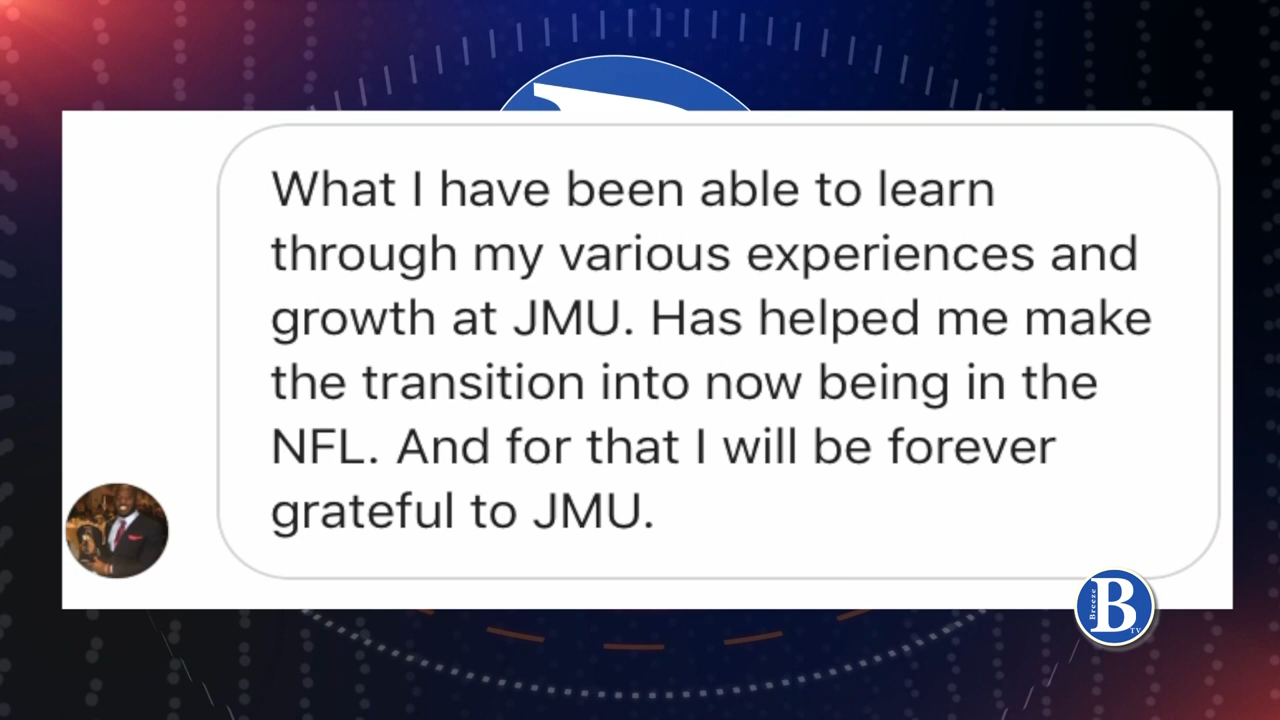 What I have been able to learn
through my various experiences and
growth at JMU. Has helped me make
the transition into now being in the
NFL. And for that I will be forever
grateful to JMU.
Breeze
B
TV